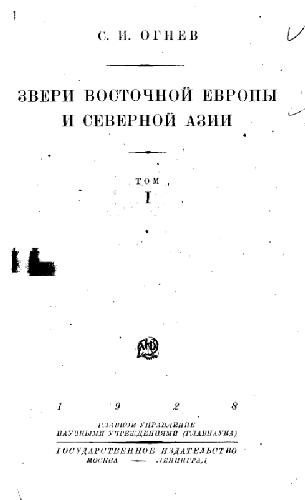 1
С. И. ОГНЕВ
ЗВЕРИ ВОСТОЧНОЙ ЕВРОПЫ
И СЕВЕРНОЙ АЗИИ
ТОМ
I
1 9 2 8
ГЛАВНОЕ УПРАВЛЕНИЕ
НАУЧНЫМИ УЧРЕЖДЕНИЯМИ (ГЛАВНАУКА)
ГОСУДАРСТВЕННОЕ ИЗДАТЕЛЬСТВО
МОСКВА — ЛЕНИНГРАД